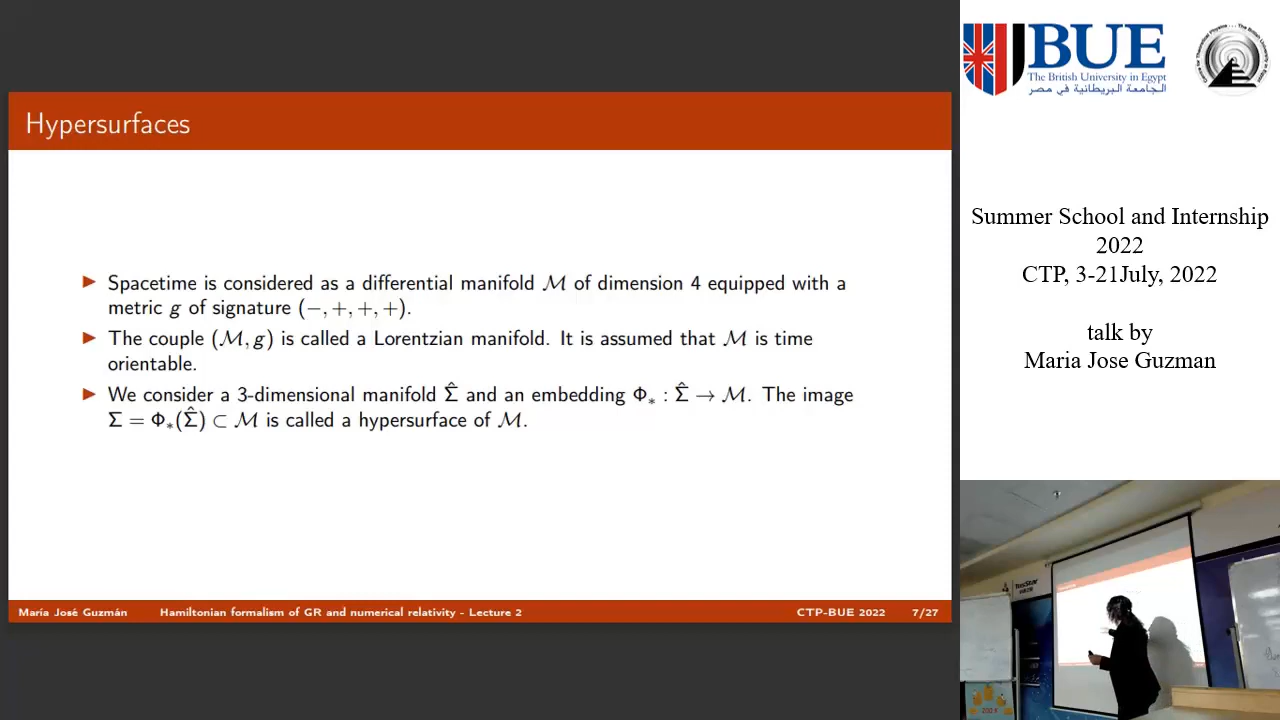 Hypersurfaces
▶ Spacetime is considered as a differential manifold ℳ of dimension 4 equipped with a
metric g of signature (−, +, +, +).
▶ The couple (ℳ, g) is called a Lorentzian manifold. It is assumed that ℳ is time
orientable.
▶ We consider a 3-dimensional manifold Σ̂ and an embedding Φ∗ : Σ̂ → ℳ. The image
Σ = Φ∗(Σ̂) ⊂ ℳ is called a hypersurface of ℳ.
María José Guzmán Hamiltonian formalism of GR and numerical relativity - Lecture 2 CTP-BUE 2022 7/27
BUE
The British University in Egypt
الجامعة البريطانية في مصر
Summer School and Internship
2022
CTP, 3-21July, 2022
talk by
Maria Jose Guzman